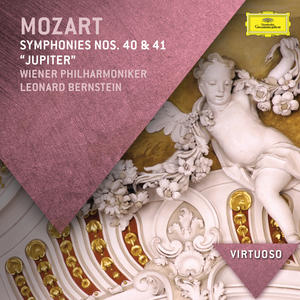 MOZART
SYMPHONIES NOS. 40 & 41
“JUPITER”
WIENER PHILHARMONIKER
LEONARD BERNSTEIN
VIRTUOSO